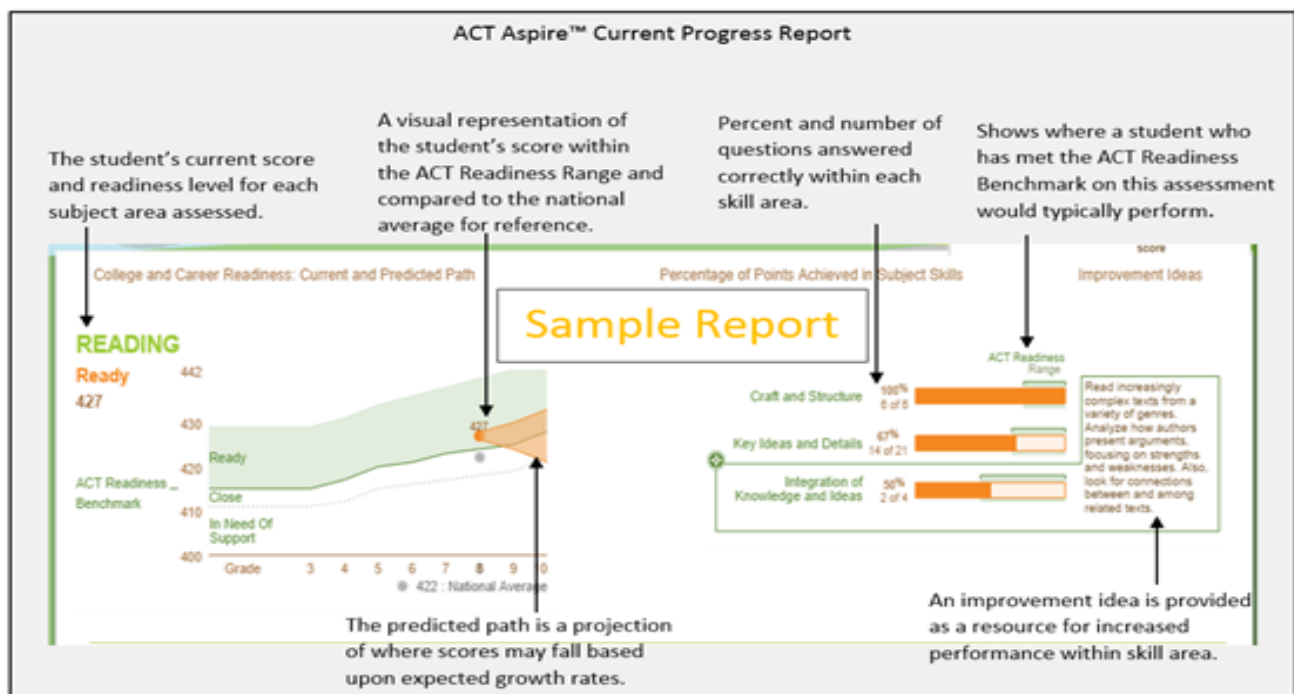 ACT Aspire™ Current Progress Report
The student's current score
and readiness level for each
subject area assessed.
A visual representation of
the student's score within
the ACT Readiness Range and
compared to the national
average for reference.
Percent and number of
questions answered
correctly within each
skill area.
Shows where a student who
has met the ACT Readiness
Benchmark on this assessment
would typically perform.
score
College and Career Readiness: Current and Predicted Path
Percentage of Points Achieved in Subject Skills
Improvement Ideas
Sample Report
READING
Ready
427
442
430
420
410
400
ACT Readiness
Benchmark
Ready
Close
In Need Of
Support
427
Grade 3 4 5 6 7 8 9 10
422 : National Average
ACT Readiness
Range
Craft and Structure
100%
Key Ideas and Details
67%
14 of 21
Integration of
Knowledge and Ideas
50%
2 of 4
Read increasingly
complex texts from a
variety of genres.
Analyze how authors
present arguments,
focusing on strengths
and weaknesses. Also,
look for connections
between and among
related texts.
The predicted path is a projection
of where scores may fall based
upon expected growth rates.
An improvement idea is provided
as a resource for increased
performance within skill area.